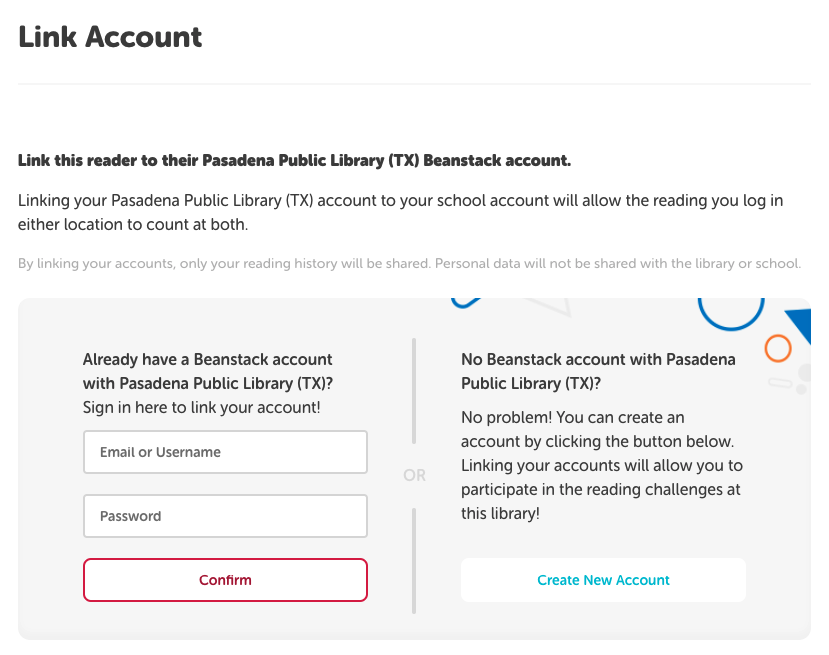 Link Account
Link this reader to their Pasadena Public Library (TX) Beanstack account.
Linking your Pasadena Public Library (TX) account to your school account will allow the reading you log in
either location to count at both.
By linking your accounts, only your reading history will be shared. Personal data will not be shared with the library or school.
Already have a Beanstack account
with Pasadena Public Library (TX)?
Sign in here to link your account!
Email or Username
Password
Confirm
OR
No Beanstack account with Pasadena
Public Library (TX)?
No problem! You can create an
account by clicking the button below.
Linking your accounts will allow you to
participate in the reading challenges at
this library!
Create New Account